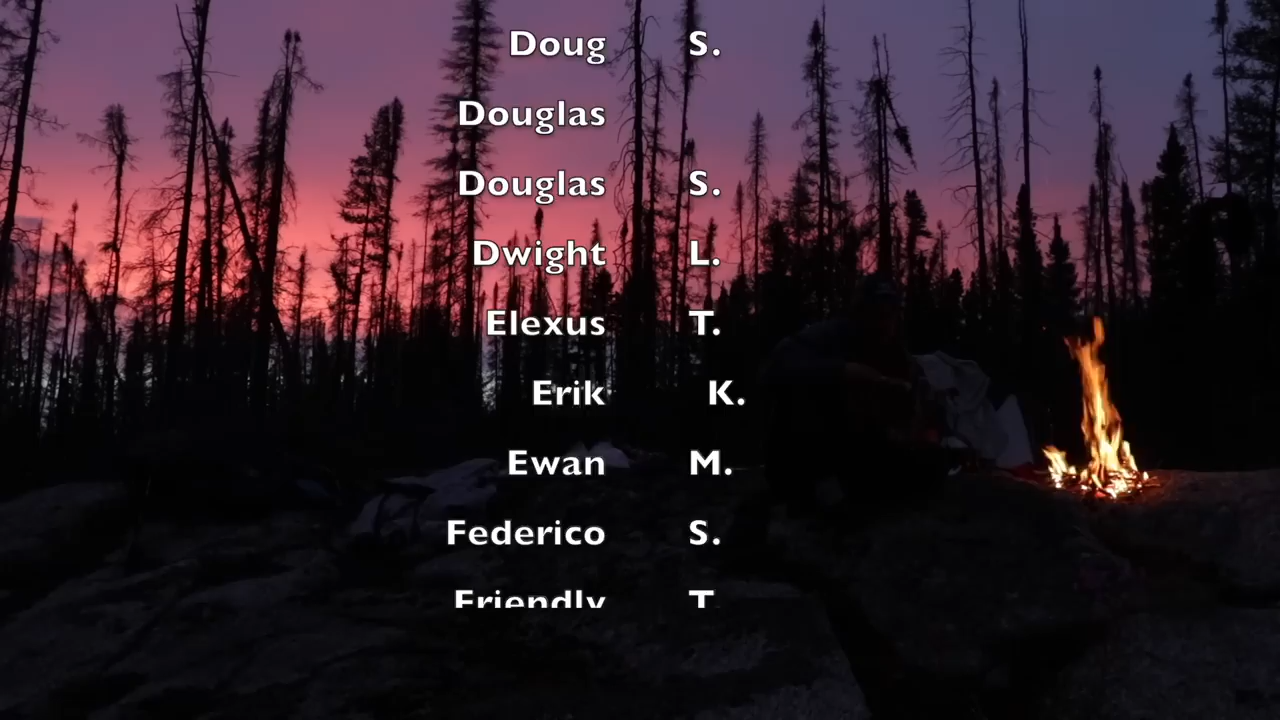 Doug S.
Douglas
Douglas S.
Dwight L.
Elexus T.
Erik K.
Ewan M.
Federico S.
Friendly T